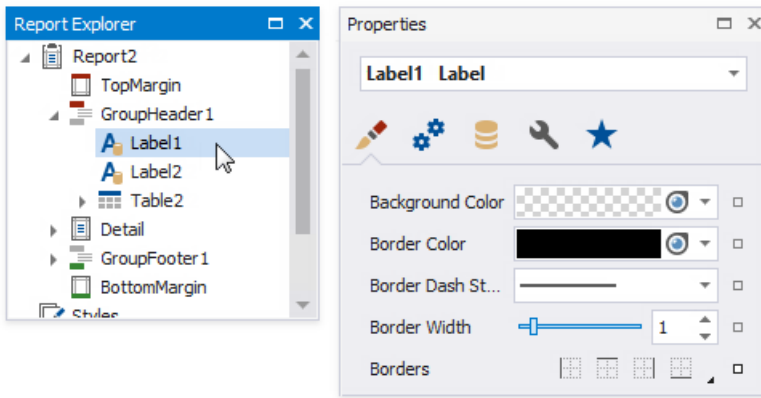 Report Explorer
Report2
TopMargin
GroupHeader1
Label1
Label2
Table2
Detail
GroupFooter1
BottomMargin
Styles
Properties
Label1 Label
Background Color
Border Color
Border Dash St...
Border Width 1
Borders